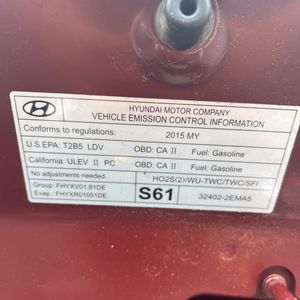 HYUNDAI MOTOR COMPANY
VEHICLE EMISSION CONTROL INFORMATION
Conforms to regulations: 2015 MY
U.S.EPA: T2B5 LDV OBD: CA II Fuel: Gasoline
California: ULEV II PC OBD: CA II Fuel: Gasoline
No adjustments needed. HO2S(2)/WU-TWC/TWC/SFI
Group: FHYXV01.81DE
Evap: FHYXR01051DE
S61
32402-2EMA5